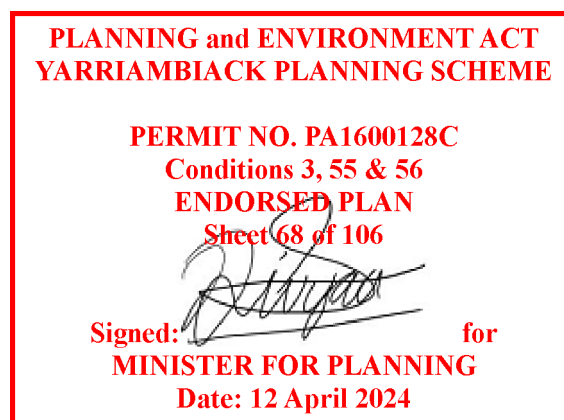 PLANNING and ENVIRONMENT ACT
YARRIAMBIACK PLANNING SCHEME
PERMIT NO. PA1600128C
Conditions 3, 55 & 56
ENDORSED PLAN
Sheet 68 of 106
Signed: for
MINISTER FOR PLANNING
Date: 12 April 2024